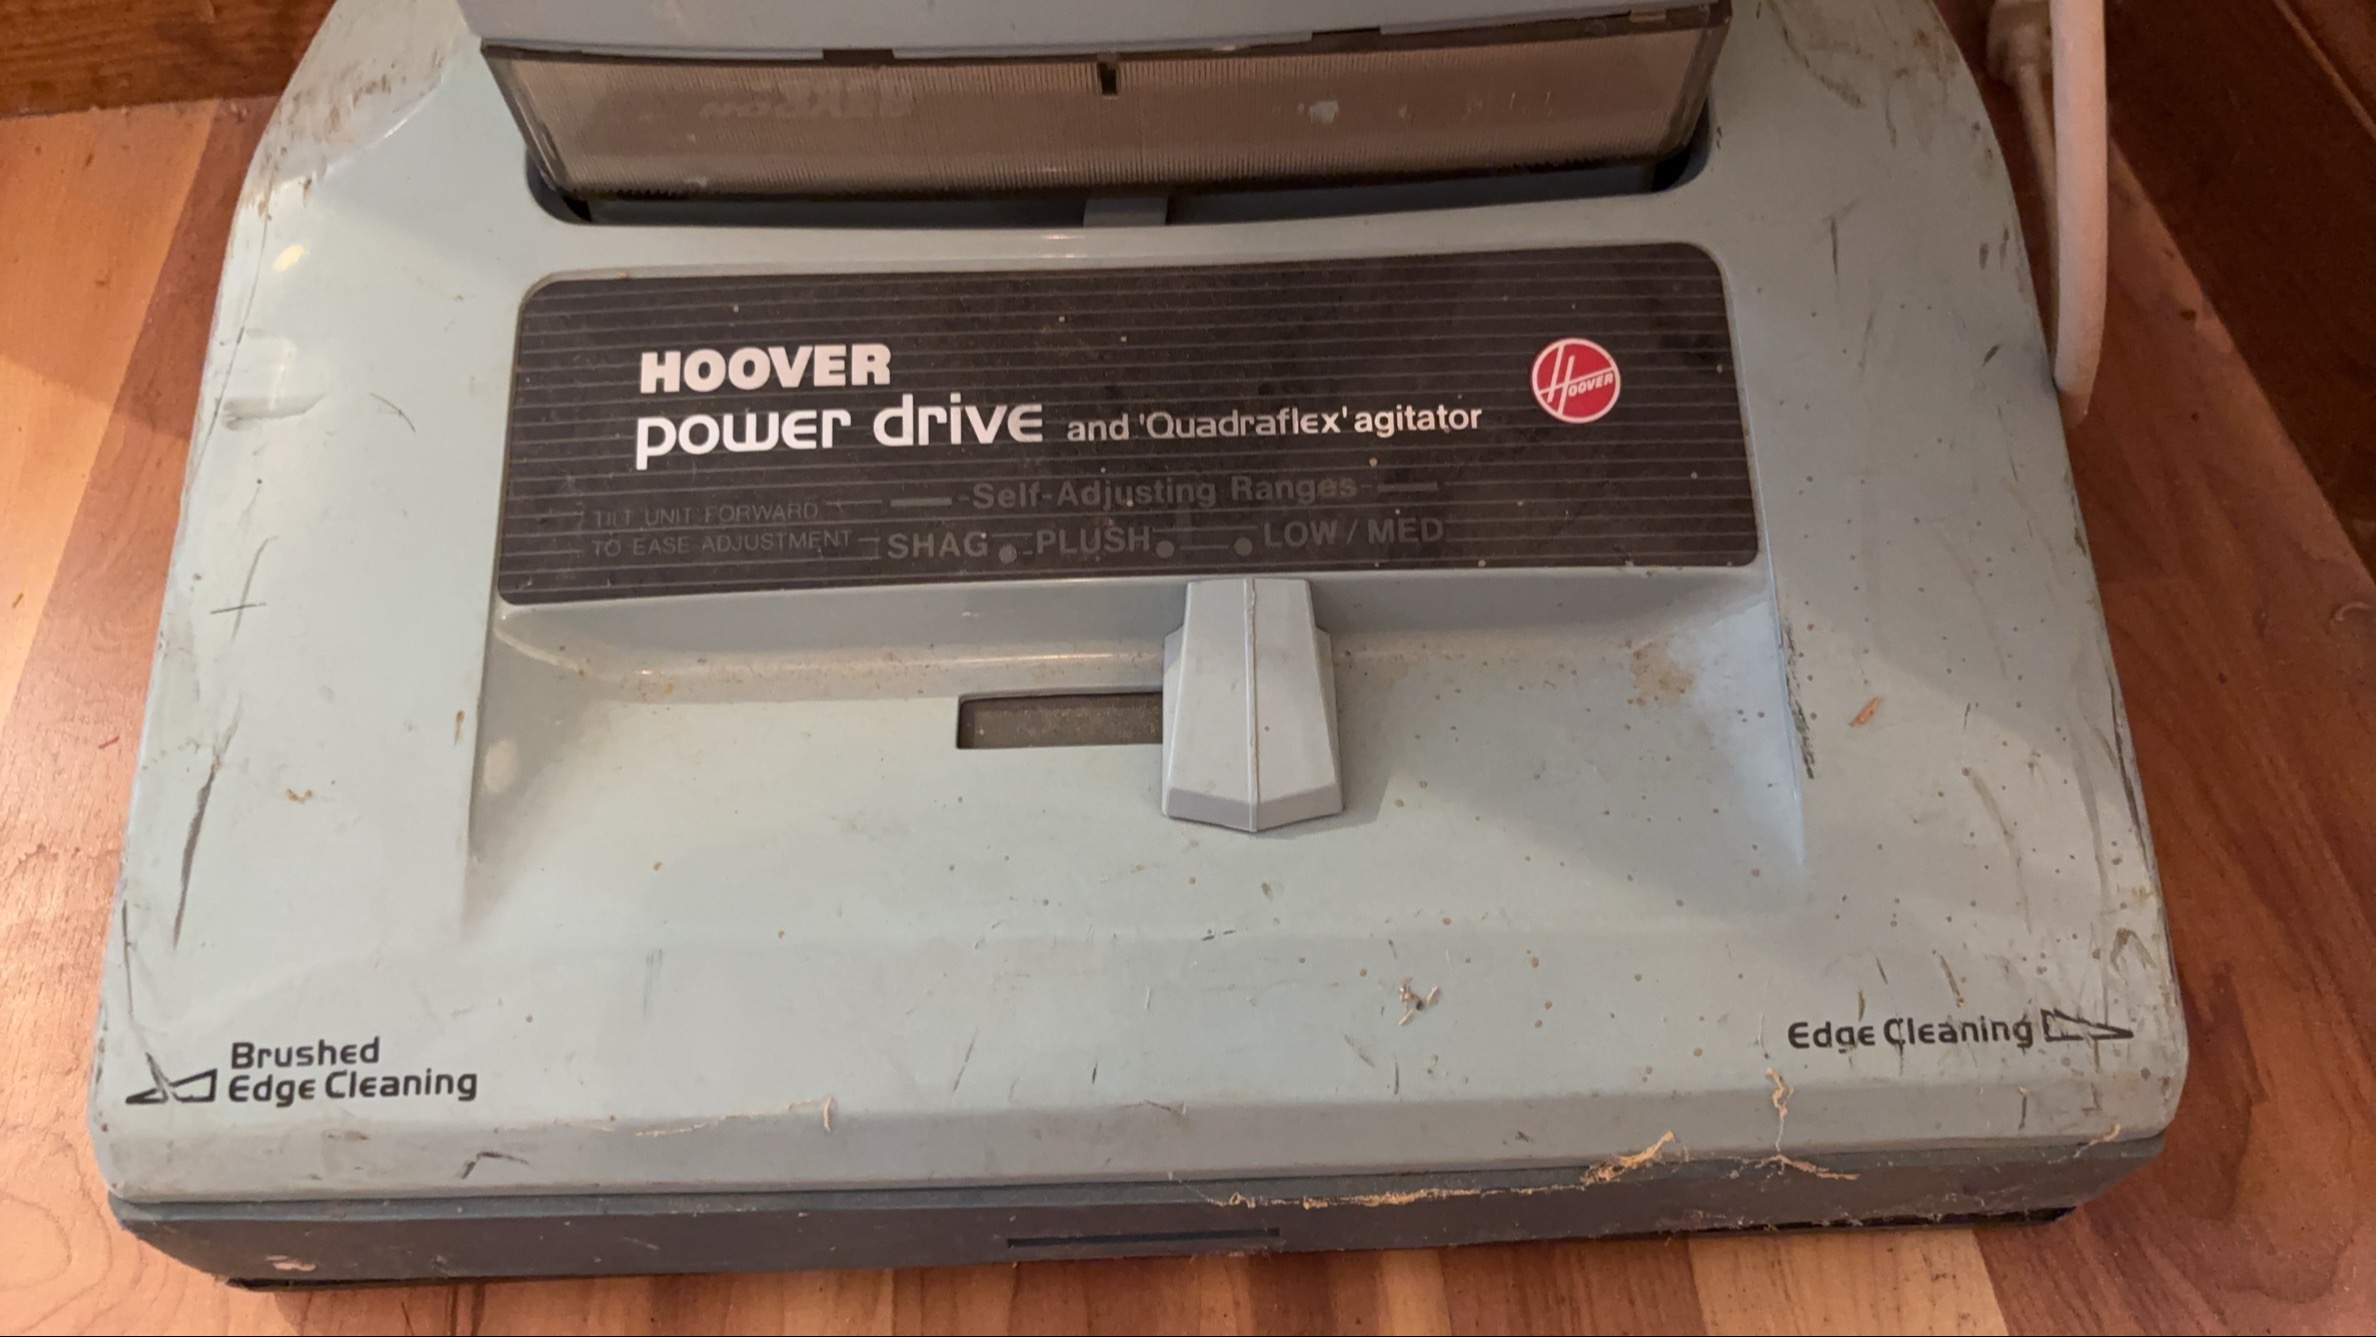 HOOVER
power drive and 'Quadraflex' agitator
HOOVER
Self-Adjusting Ranges
TILT UNIT FORWARD
TO EASE ADJUSTMENT
SHAG PLUSH LOW / MED
Brushed
Edge Cleaning
Edge Cleaning